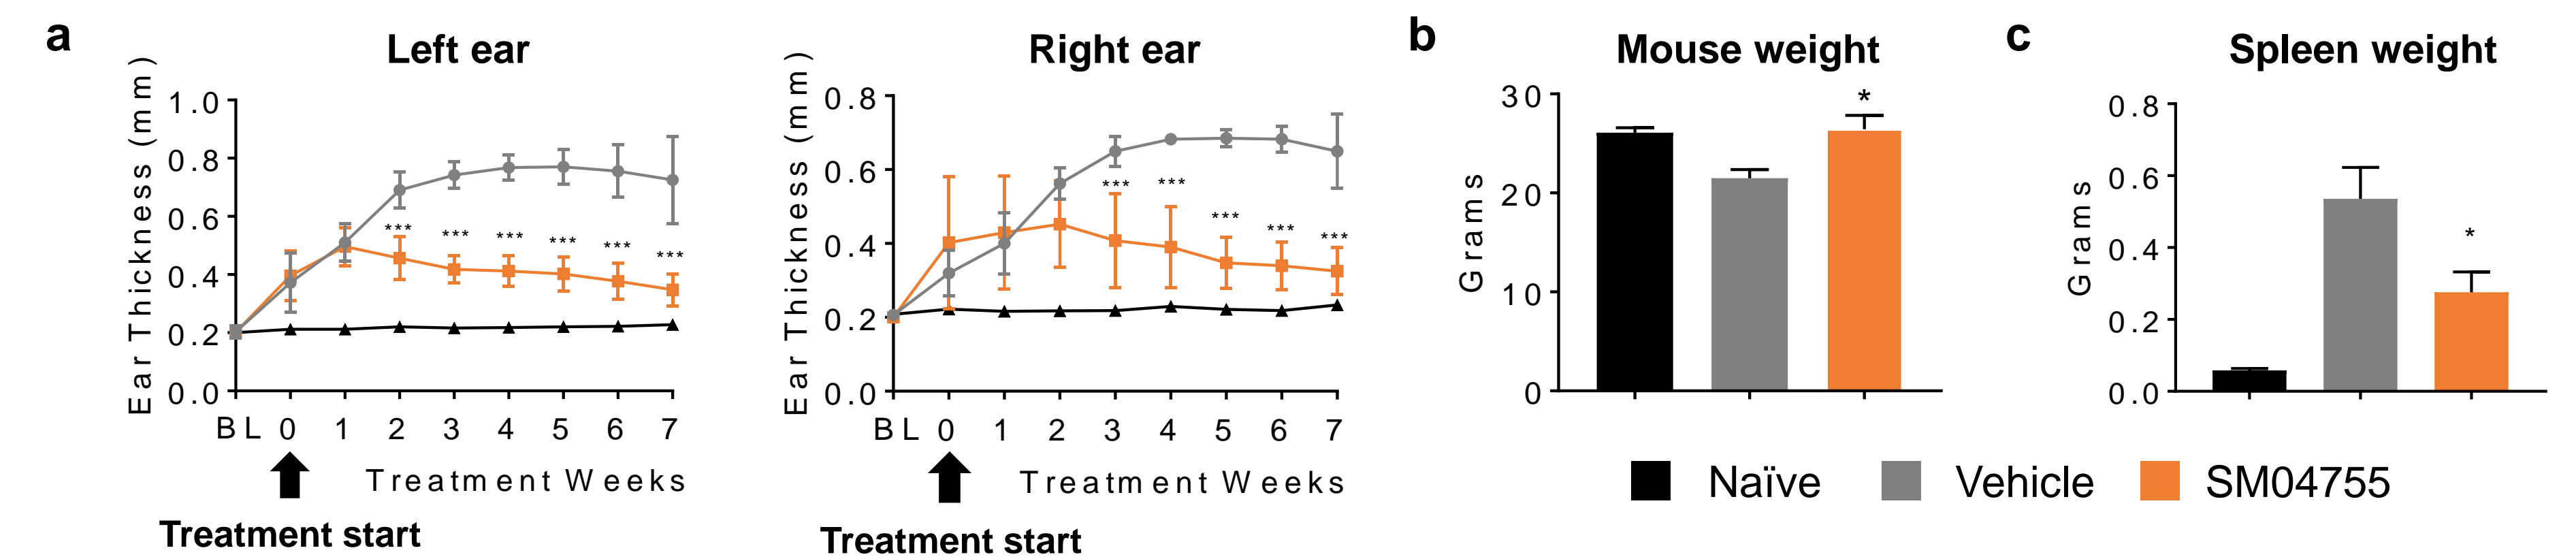 a
Left ear
Ear Thickness (mm)
1.0
0.8
0.6
0.4
0.2
0.0
*** *** *** *** *** ***
BL 0 1 2 3 4 5 6 7
Treatment Weeks
Treatment start
Right ear
Ear Thickness (mm)
0.8
0.6
0.4
0.2
0.0
*** *** *** *** ***
BL 0 1 2 3 4 5 6 7
Treatment Weeks
Treatment start
b
Mouse weight
Grams
30
20
10
0
*
c
Spleen weight
Grams
0.8
0.6
0.4
0.2
0.0
*
Naïve
Vehicle
SM04755